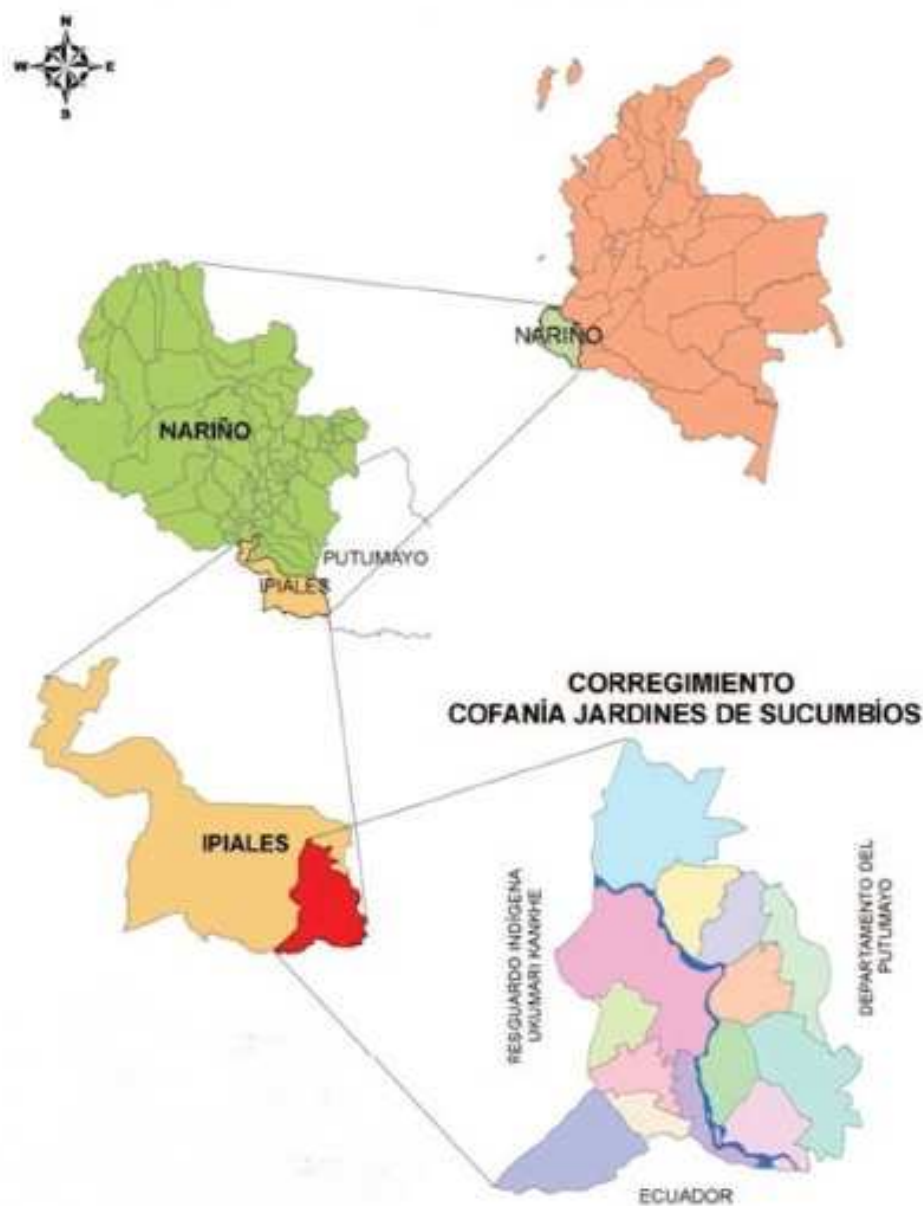 N
W E
S
NARIÑO
NARIÑO
PUTUMAYO
IPIALES
CORREGIMIENTO
COFANÍA JARDINES DE SUCUMBÍOS
IPIALES
RESGUARDO INDÍGENA
UKUMARI KANKHE
DEPARTAMENTO DEL
PUTUMAYO
ECUADOR